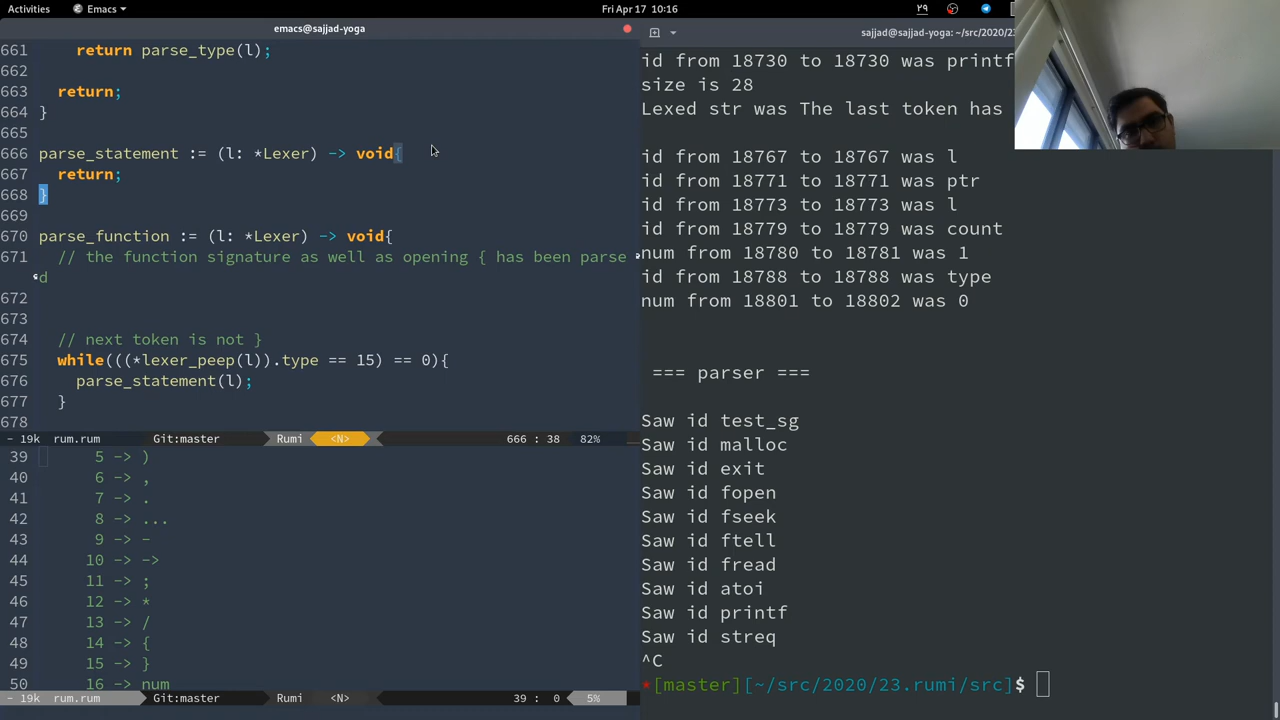 Activities
Emacs
Fri Apr 17 10:16
۲۹
emacs@sajjad-yoga
661 return parse_type(l);
662
663 return;
664 }
665
666 parse_statement := (l: *Lexer) -> void{
667 return;
668 }
669
670 parse_function := (l: *Lexer) -> void{
671 // the function signature as well as opening { has been parse
d
672
673
674 // next token is not }
675 while(((*lexer_peep(l)).type == 15) == 0){
676 parse_statement(l);
677 }
678
- 19k rum.rum Git:master Rumi <N> 666 : 38 82%
39 5 -> )
40 6 -> ,
41 7 -> .
42 8 -> ...
43 9 -> -
44 10 -> ->
45 11 -> ;
46 12 -> *
47 13 -> /
48 14 -> {
49 15 -> }
50 16 -> num
- 19k rum.rum Git:master Rumi <N> 39 : 0 5%
sajjad@sajjad-yoga: ~/src/2020/23
id from 18730 to 18730 was printf
size is 28
Lexed str was The last token has
id from 18767 to 18767 was l
id from 18771 to 18771 was ptr
id from 18773 to 18773 was l
id from 18779 to 18779 was count
num from 18780 to 18781 was 1
id from 18788 to 18788 was type
num from 18801 to 18802 was 0
=== parser ===
Saw id test_sg
Saw id malloc
Saw id exit
Saw id fopen
Saw id fseek
Saw id ftell
Saw id fread
Saw id atoi
Saw id printf
Saw id streq
^C
*[master][~/src/2020/23.rumi/src]$